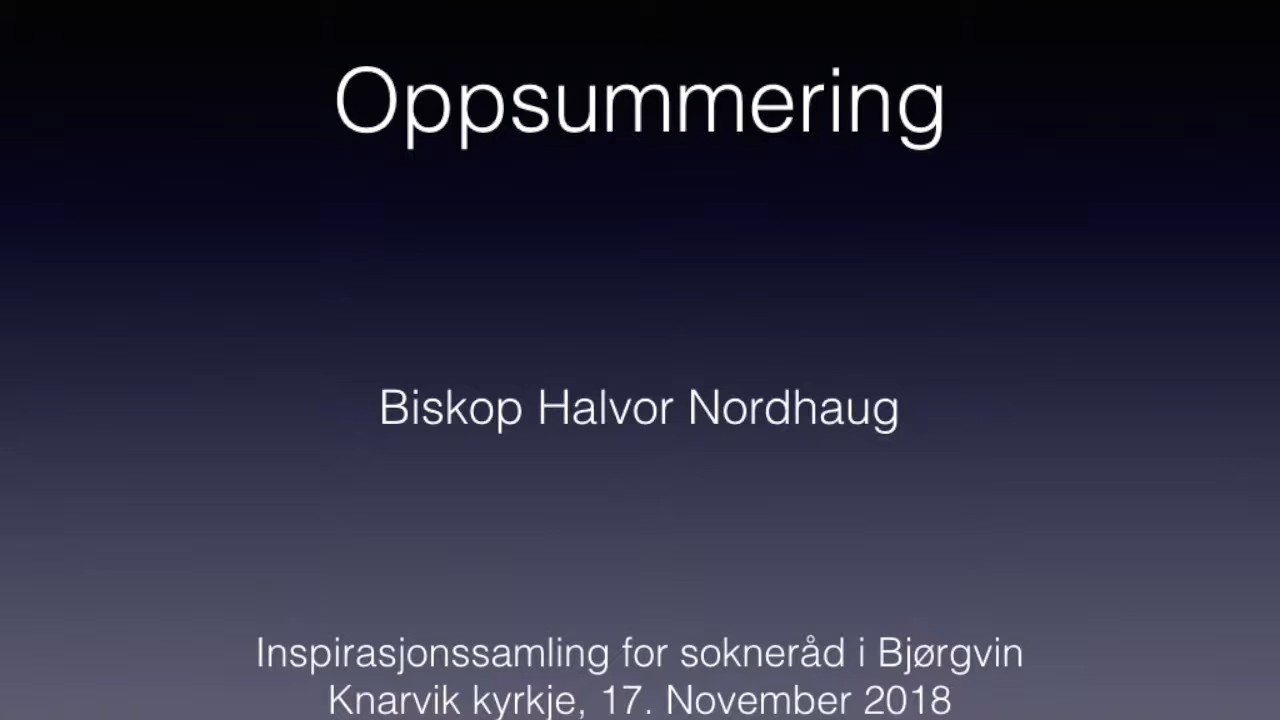 Oppsummering
Biskop Halvor Nordhaug
Inspirasjonssamling for sokneråd i Bjørgvin
Knarvik kyrkje, 17. November 2018